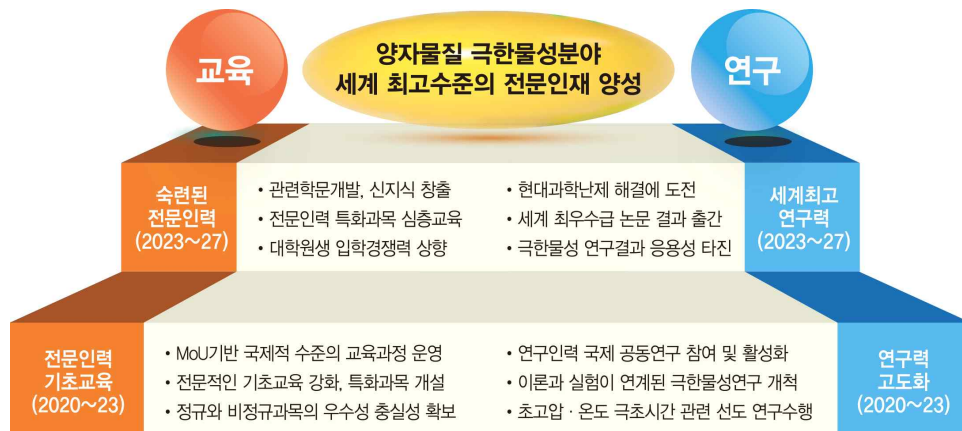 교육
양자물질 극한물성분야
세계 최고수준의 전문인재 양성
연구
숙련된
전문인력
(2023~27)
• 관련학문개발, 신지식 창출
• 전문인력 특화과목 심층교육
• 대학원생 입학경쟁력 상향
• 현대과학난제 해결에 도전
• 세계 최우수급 논문 결과 출간
• 극한물성 연구결과 응용성 타진
세계최고
연구력
(2023~27)
전문인력
기초교육
(2020~23)
• MoU기반 국제적 수준의 교육과정 운영
• 전문적인 기초교육 강화, 특화과목 개설
• 정규와 비정규과목의 우수성 충실성 확보
• 연구인력 국제 공동연구 참여 및 활성화
• 이론과 실험이 연계된 극한물성연구 개척
• 초고압 · 온도 극초시간 관련 선도 연구수행
연구력
고도화
(2020~23)